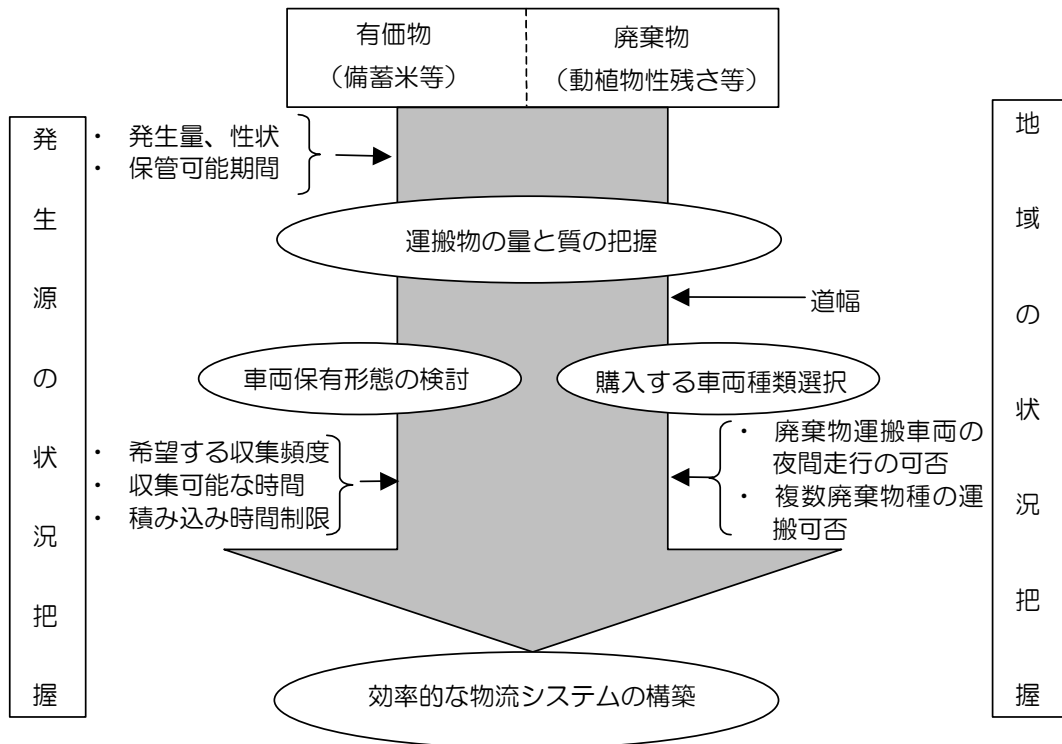 有価物
（備蓄米等）
廃棄物
（動植物性残さ等）
発生源の状況把握
地域の状況把握
・ 発生量、性状
・ 保管可能期間
運搬物の量と質の把握
道幅
車両保有形態の検討
購入する車両種類選択
・ 希望する収集頻度
・ 収集可能な時間
・ 積み込み時間制限
・ 廃棄物運搬車両の
夜間走行の可否
・ 複数廃棄物種の運
搬可否
効率的な物流システムの構築